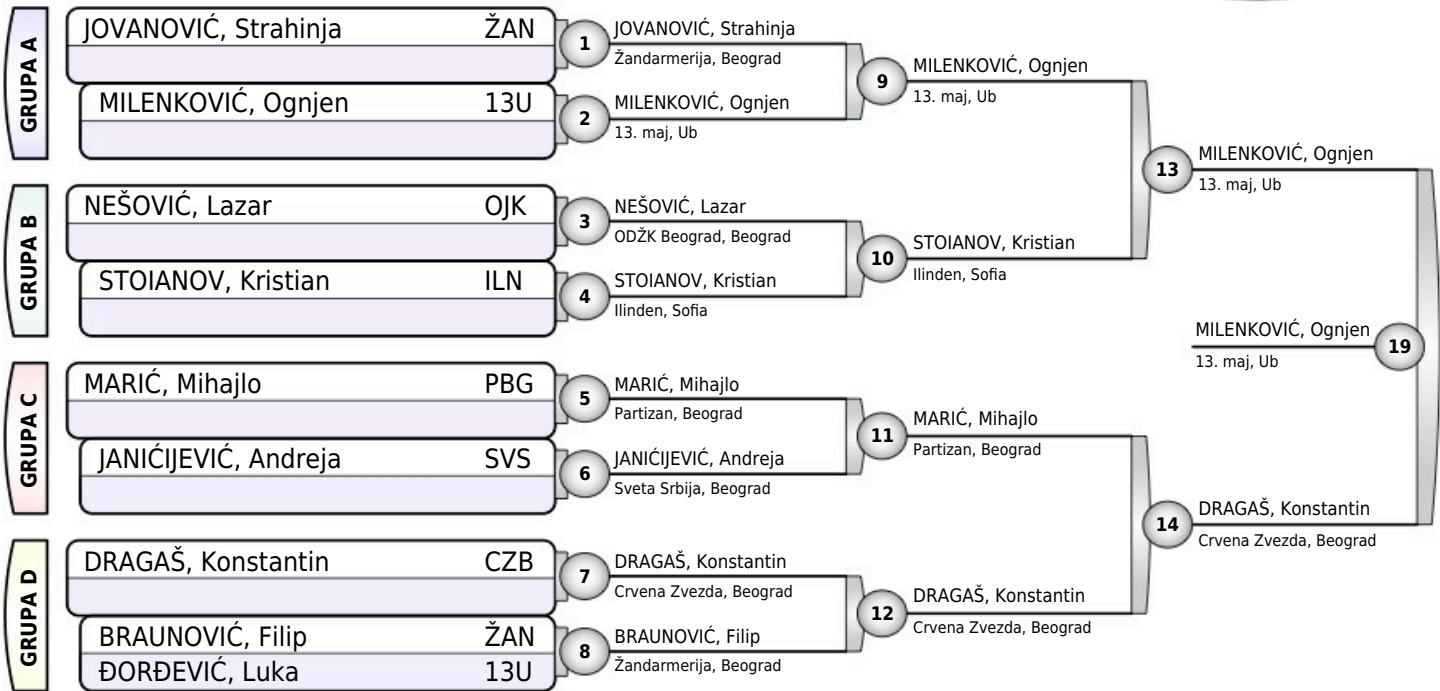 GRUPA A
JOVANOVIĆ, Strahinja ŽAN
MILENKOVIĆ, Ognjen 13U
GRUPA B
NEŠOVIĆ, Lazar OJK
STOIANOV, Kristian ILN
GRUPA C
MARIĆ, Mihajlo PBG
JANIĆIJEVIĆ, Andreja SVS
GRUPA D
DRAGAŠ, Konstantin CZB
BRAUNOVIĆ, Filip ŽAN
ĐORĐEVIĆ, Luka 13U
1
JOVANOVIĆ, Strahinja
Žandarmerija, Beograd
2
MILENKOVIĆ, Ognjen
13. maj, Ub
3
NEŠOVIĆ, Lazar
ODŽK Beograd, Beograd
4
STOIANOV, Kristian
Ilinden, Sofia
5
MARIĆ, Mihajlo
Partizan, Beograd
6
JANIĆIJEVIĆ, Andreja
Sveta Srbija, Beograd
7
DRAGAŠ, Konstantin
Crvena Zvezda, Beograd
8
BRAUNOVIĆ, Filip
Žandarmerija, Beograd
9
MILENKOVIĆ, Ognjen
13. maj, Ub
10
STOIANOV, Kristian
Ilinden, Sofia
11
MARIĆ, Mihajlo
Partizan, Beograd
12
DRAGAŠ, Konstantin
Crvena Zvezda, Beograd
13
MILENKOVIĆ, Ognjen
13. maj, Ub
14
DRAGAŠ, Konstantin
Crvena Zvezda, Beograd
MILENKOVIĆ, Ognjen
13. maj, Ub
19